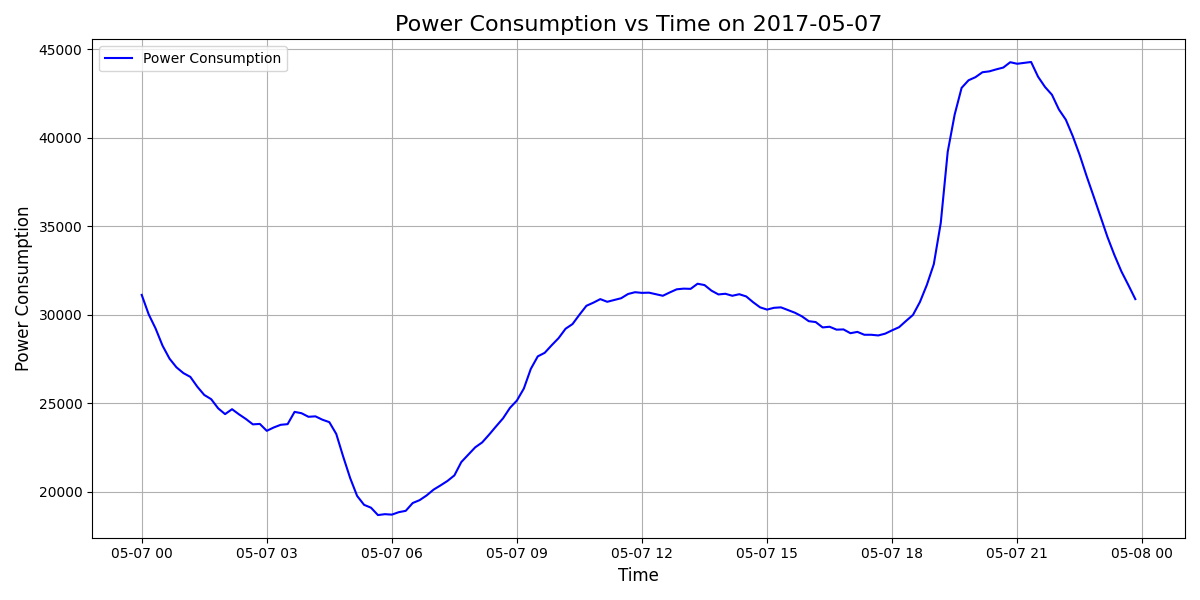 Power Consumption vs Time on 2017-05-07
Power Consumption
45000
40000
35000
30000
25000
20000
Power Consumption
05-07 00 05-07 03 05-07 06 05-07 09 05-07 12 05-07 15 05-07 18 05-07 21 05-08 00
Time